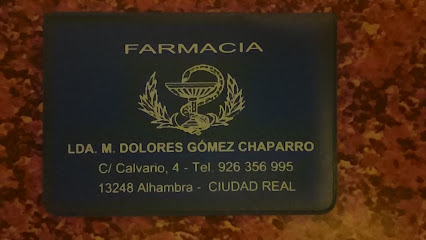 FARMACIA
LDA. M. DOLORES GÓMEZ CHAPARRO
C/ Calvario, 4 - Tel. 926 356 995
13248 Alhambra - CIUDAD REAL